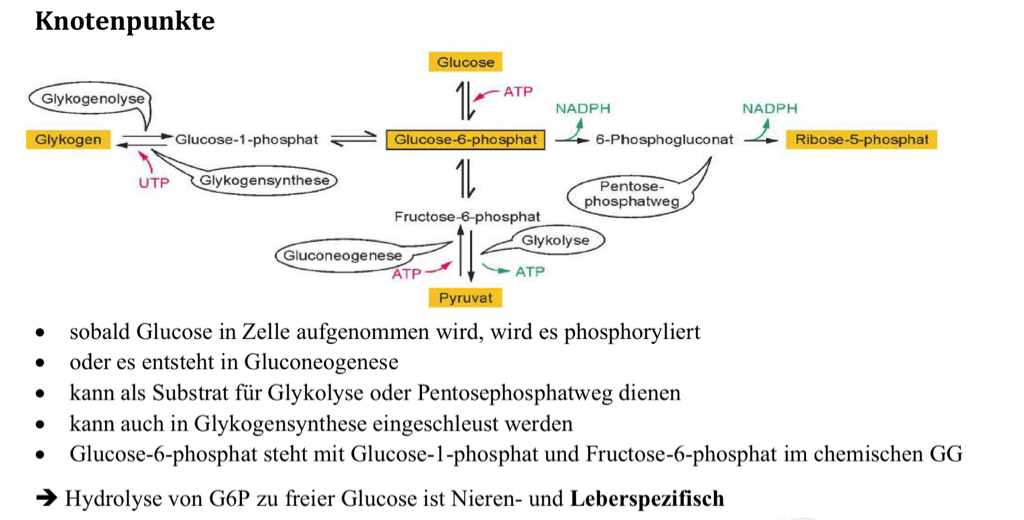 Knotenpunkte
Glucose
ATP
Glykogenolyse
NADPH
NADPH
Glykogen
Glucose-1-phosphat
Glucose-6-phosphat
6-Phosphogluconat
Ribose-5-phosphat
UTP
Glykogensynthese
Pentose-
phosphatweg
Fructose-6-phosphat
Glykolyse
Gluconeogenese
ATP
ATP
Pyruvat
• sobald Glucose in Zelle aufgenommen wird, wird es phosphoryliert
• oder es entsteht in Gluconeogenese
• kann als Substrat für Glykolyse oder Pentosephosphatweg dienen
• kann auch in Glykogensynthese eingeschleust werden
• Glucose-6-phosphat steht mit Glucose-1-phosphat und Fructose-6-phosphat im chemischen GG
➔ Hydrolyse von G6P zu freier Glucose ist Nieren- und Leberspezifisch